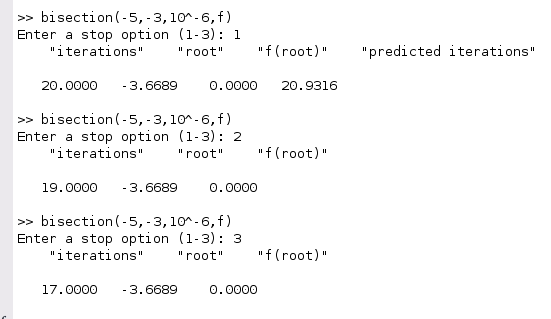 >> bisection(-5,-3,10^-6,f)
Enter a stop option (1-3): 1
"iterations" "root" "f(root)" "predicted iterations"
20.0000 -3.6689 0.0000 20.9316
>> bisection(-5,-3,10^-6,f)
Enter a stop option (1-3): 2
"iterations" "root" "f(root)"
19.0000 -3.6689 0.0000
>> bisection(-5,-3,10^-6,f)
Enter a stop option (1-3): 3
"iterations" "root" "f(root)"
17.0000 -3.6689 0.0000